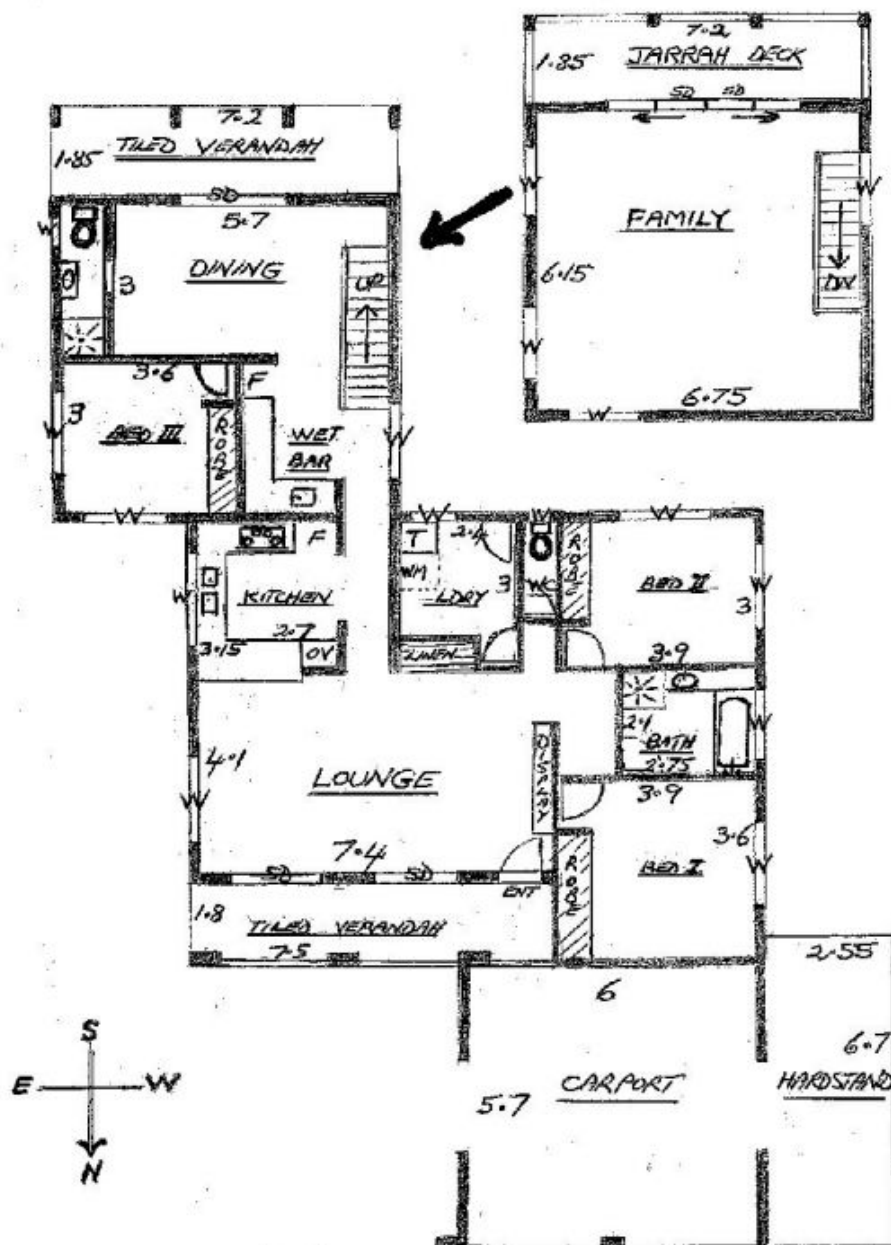 7.2
1.85 JARRAH DECK
SD SD
W W
FAMILY
6.15
DN
W
6.75
W
7.2
1.85 TILED VERANDAH
SD
5.7
W
3
DINING
UP
3.6
F
3
W
BED III
ROBE
WET
BAR
W
W
F
KITCHEN
W
2.7
3.15
OV
T
WM
2.4
3
LDRY
LINEN
W
W
WC
ROBE
W
BED II
W
3
3.9
2.1
BATH
2.75
W
4.1
W
LOUNGE
7.4
DISPLAY
SD SD
ENT
3.9
3.6
W
BED I
ROBE
1.8
TILED VERANDAH
7.5
6
5.7
CARPORT
2.55
6.7
HARDSTAND
S
E W
N